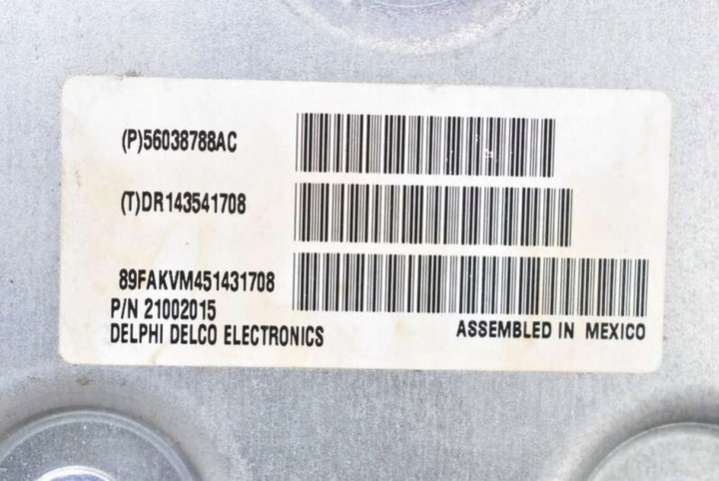 (P)56038788AC
(T)DR143541708
89FAKVM451431708
P/N 21002015
DELPHI DELCO ELECTRONICS
ASSEMBLED IN MEXICO